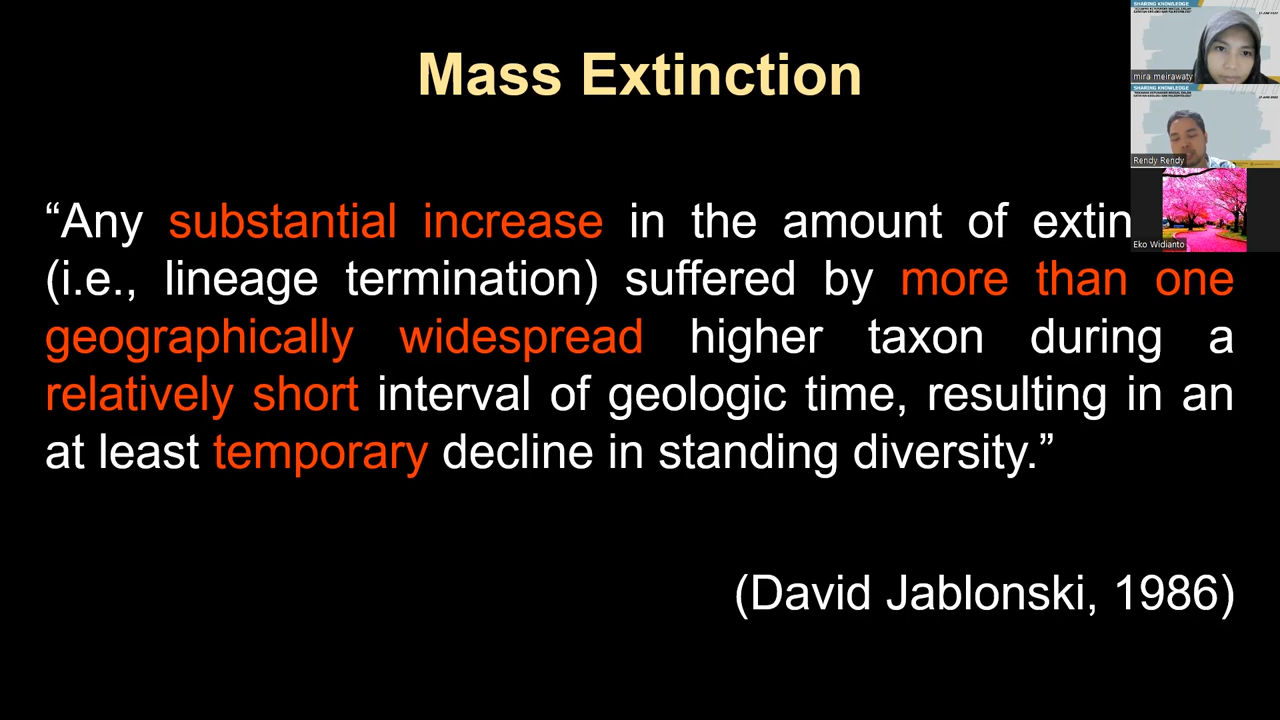 Mass Extinction
“Any substantial increase in the amount of
(i.e., lineage termination) suffered by more than one
geographically widespread higher taxon during a
relatively short interval of geologic time, resulting in an
at least temporary decline in standing diversity.”
(David Jablonski, 1986)
SHARING KNOWLEDGE
mira meirawaty
SHARING KNOWLEDGE
Rendy Rendy
Eko Widianto